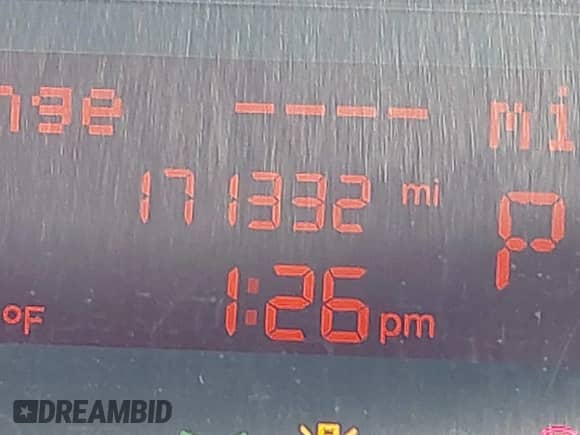 nge ---- mi
171332 mi
P
1:26 pm
°F
DREAMBID